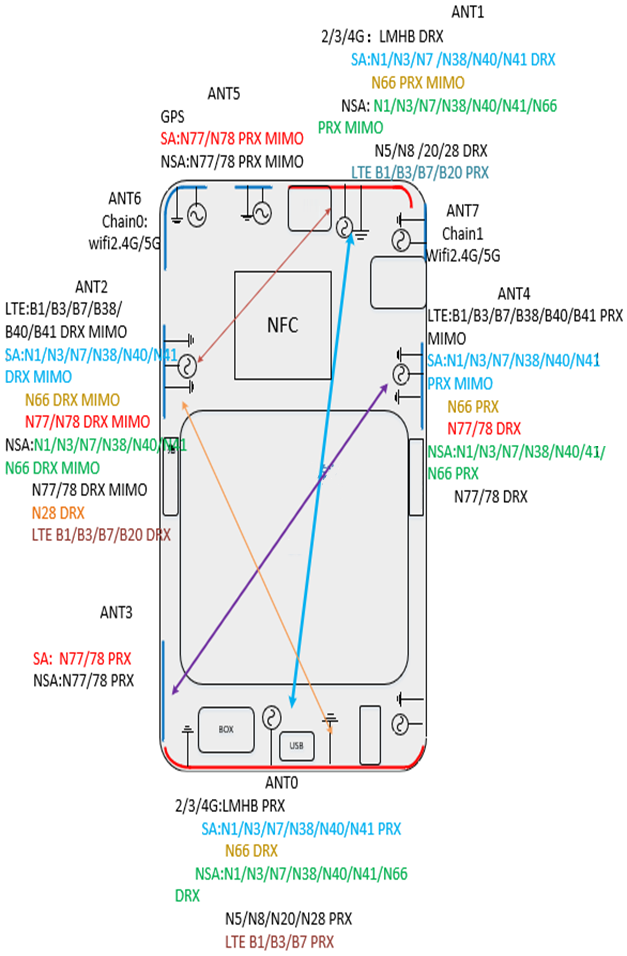 ANT1
2/3/4G： LMHB DRX
SA:N1/N3/N7 /N38/N40/N41 DRX
N66 PRX MIMO
NSA: N1/N3/N7/N38/N40/N41/N66
PRX MIMO
N5/N8 /20/28 DRX
LTE B1/B3/B7/B20 PRX
ANT5
GPS
SA:N77/N78 PRX MIMO
NSA:N77/78 PRX MIMO
ANT6
Chain0:
wifi2.4G/5G
ANT7
Chain1
Wifi2.4G/5G
ANT2
LTE:B1/B3/B7/B38/
B40/B41 DRX MIMO
SA:N1/N3/N7/N38/N40/N41
DRX MIMO
N66 DRX MIMO
N77/N78 DRX MIMO
NSA:N1/N3/N7/N38/N40/N41
N66 DRX MIMO
N77/78 DRX MIMO
N28 DRX
LTE B1/B3/B7/B20 DRX
NFC
ANT4
LTE:B1/B3/B7/B38/B40/B41 PRX
MIMO
SA:N1/N3/N7/N38/N40/N41
PRX MIMO
N66 PRX
N77/78 DRX
NSA:N1/N3/N7/N38/N40/41/
N66 PRX
N77/78 DRX
ANT3
SA: N77/78 PRX
NSA:N77/78 PRX
BOX
USB
ANT0
2/3/4G:LMHB PRX
SA:N1/N3/N7/N38/N40/N41 PRX
N66 DRX
NSA:N1/N3/N7/N38/N40/N41/N66
DRX
N5/N8/N20/N28 PRX
LTE B1/B3/B7 PRX